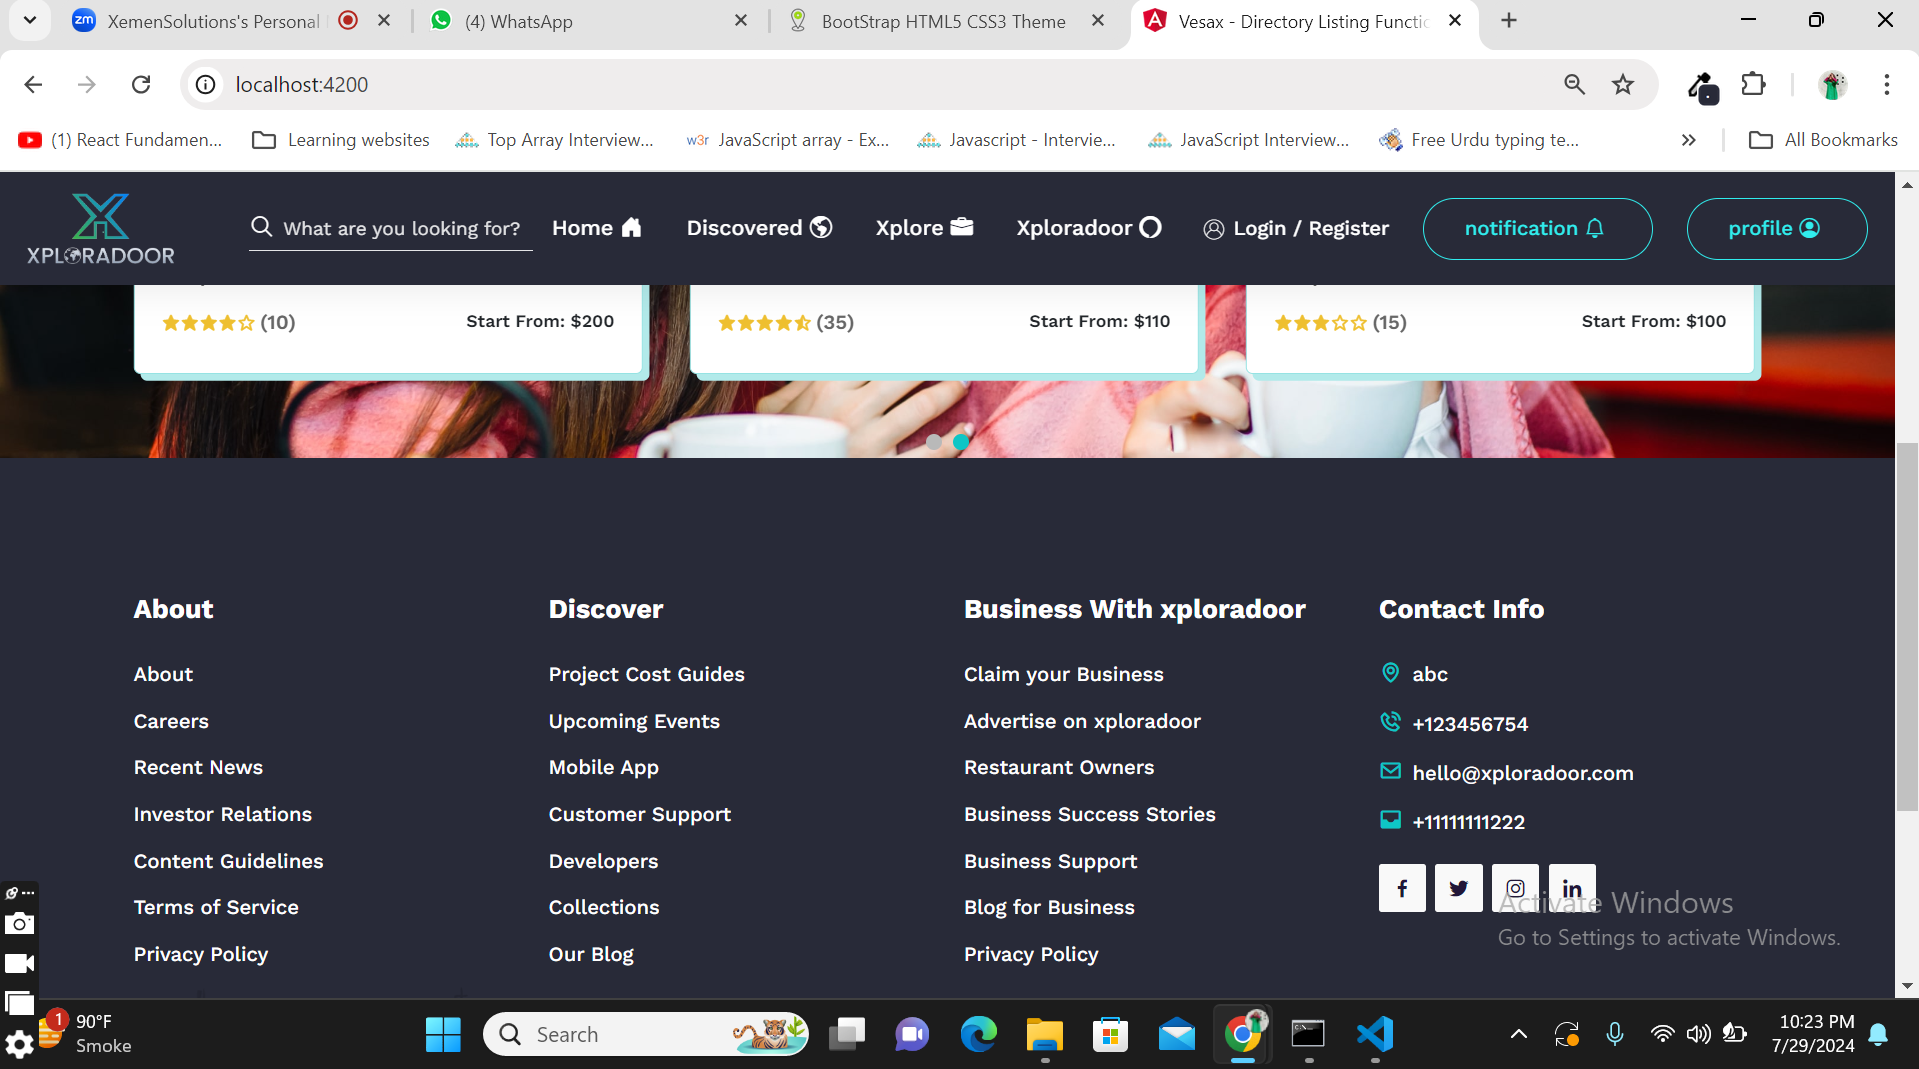 zm XemenSolutions's Personal
(4) WhatsApp
BootStrap HTML5 CSS3 Theme
Vesax - Directory Listing Functio
localhost:4200
(1) React Fundamen...
Learning websites
Top Array Interview...
w3r JavaScript array - Ex...
Javascript - Intervie...
JavaScript Interview...
Free Urdu typing te...
All Bookmarks
XPLORADOOR
What are you looking for?
Home
Discovered
Xplore
Xploradoor
Login / Register
notification
profile
(10)
Start From: $200
(35)
Start From: $110
(15)
Start From: $100
About
About
Careers
Recent News
Investor Relations
Content Guidelines
Terms of Service
Privacy Policy
Discover
Project Cost Guides
Upcoming Events
Mobile App
Customer Support
Developers
Collections
Our Blog
Business With xploradoor
Claim your Business
Advertise on xploradoor
Restaurant Owners
Business Success Stories
Business Support
Blog for Business
Privacy Policy
Contact Info
abc
+123456754
hello@xploradoor.com
+11111111222
f
in
Activate Windows
Go to Settings to activate Windows.
1
90°F
Smoke
Search
10:23 PM
7/29/2024